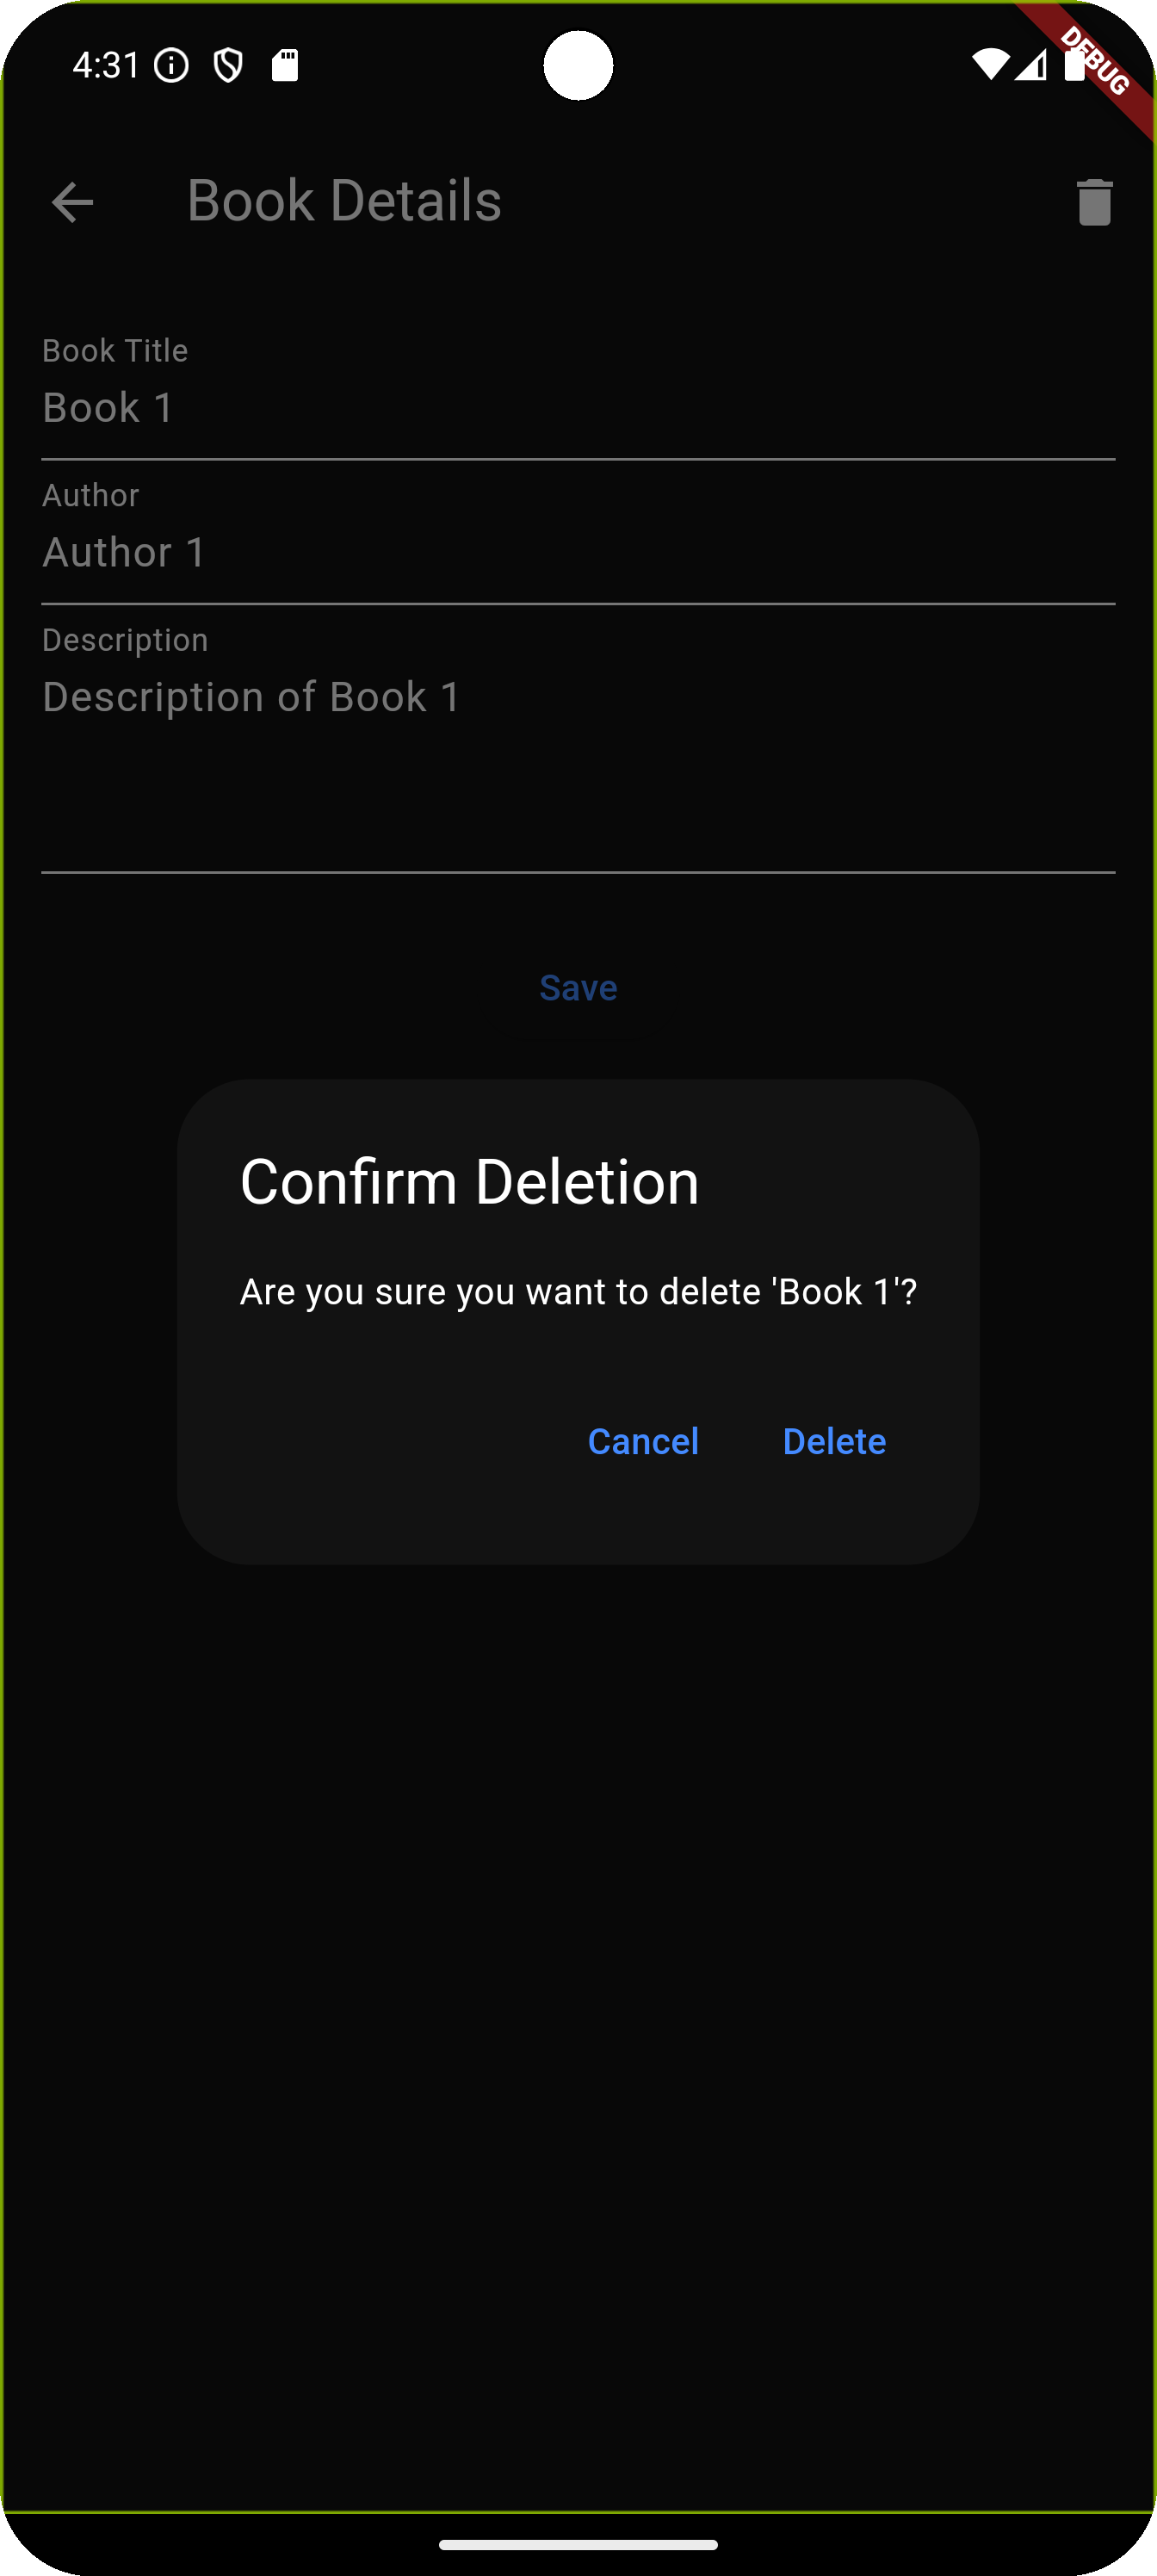 4:31
DEBUG
Book Details
Book Title
Book 1
Author
Author 1
Description
Description of Book 1
Save
Confirm Deletion
Are you sure you want to delete 'Book 1'?
Cancel Delete